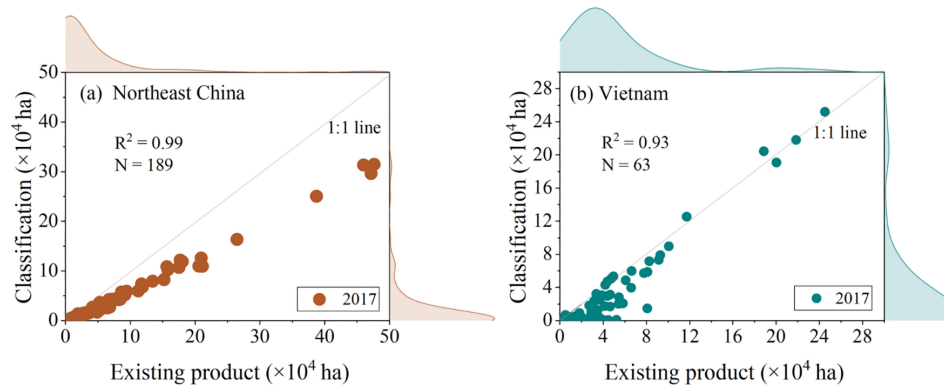 (a) Northeast China
1:1 line
R² = 0.99
N = 189
2017
50
40
30
20
10
0
0 10 20 30 40 50
Classification (×10⁴ ha)
Existing product (×10⁴ ha)
(b) Vietnam
1:1 line
R² = 0.93
N = 63
2017
28
24
20
16
12
8
4
0
0 4 8 12 16 20 24 28
Classification (×10⁴ ha)
Existing product (×10⁴ ha)